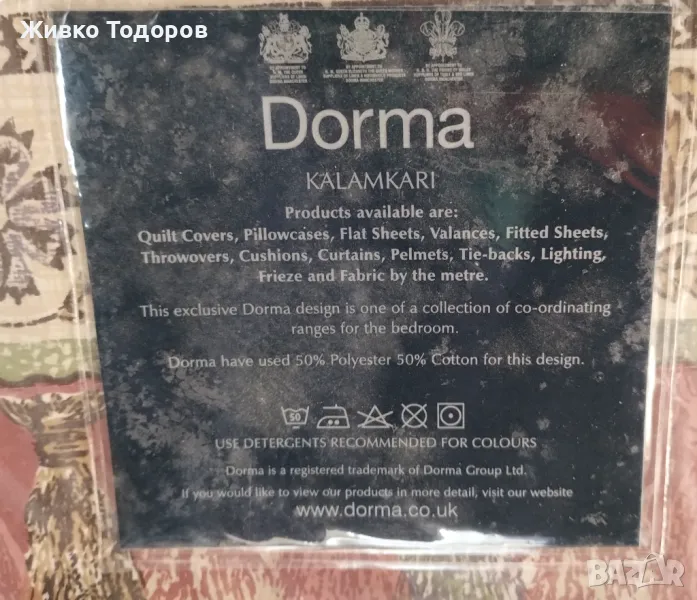 Живко Тодоров
Dorma
KALAMKARI
Products available are:
Quilt Covers, Pillowcases, Flat Sheets, Valances, Fitted Sheets,
Throwovers, Cushions, Curtains, Pelmets, Tie-backs, Lighting,
Frieze and Fabric by the metre.
This exclusive Dorma design is one of a collection of co-ordinating
ranges for the bedroom.
Dorma have used 50% Polyester 50% Cotton for this design.
50
USE DETERGENTS RECOMMENDED FOR COLOURS
Dorma is a registered trademark of Dorma Group Ltd.
If you would like to view our products in more detail, visit our website
www.dorma.co.uk
BAZAR